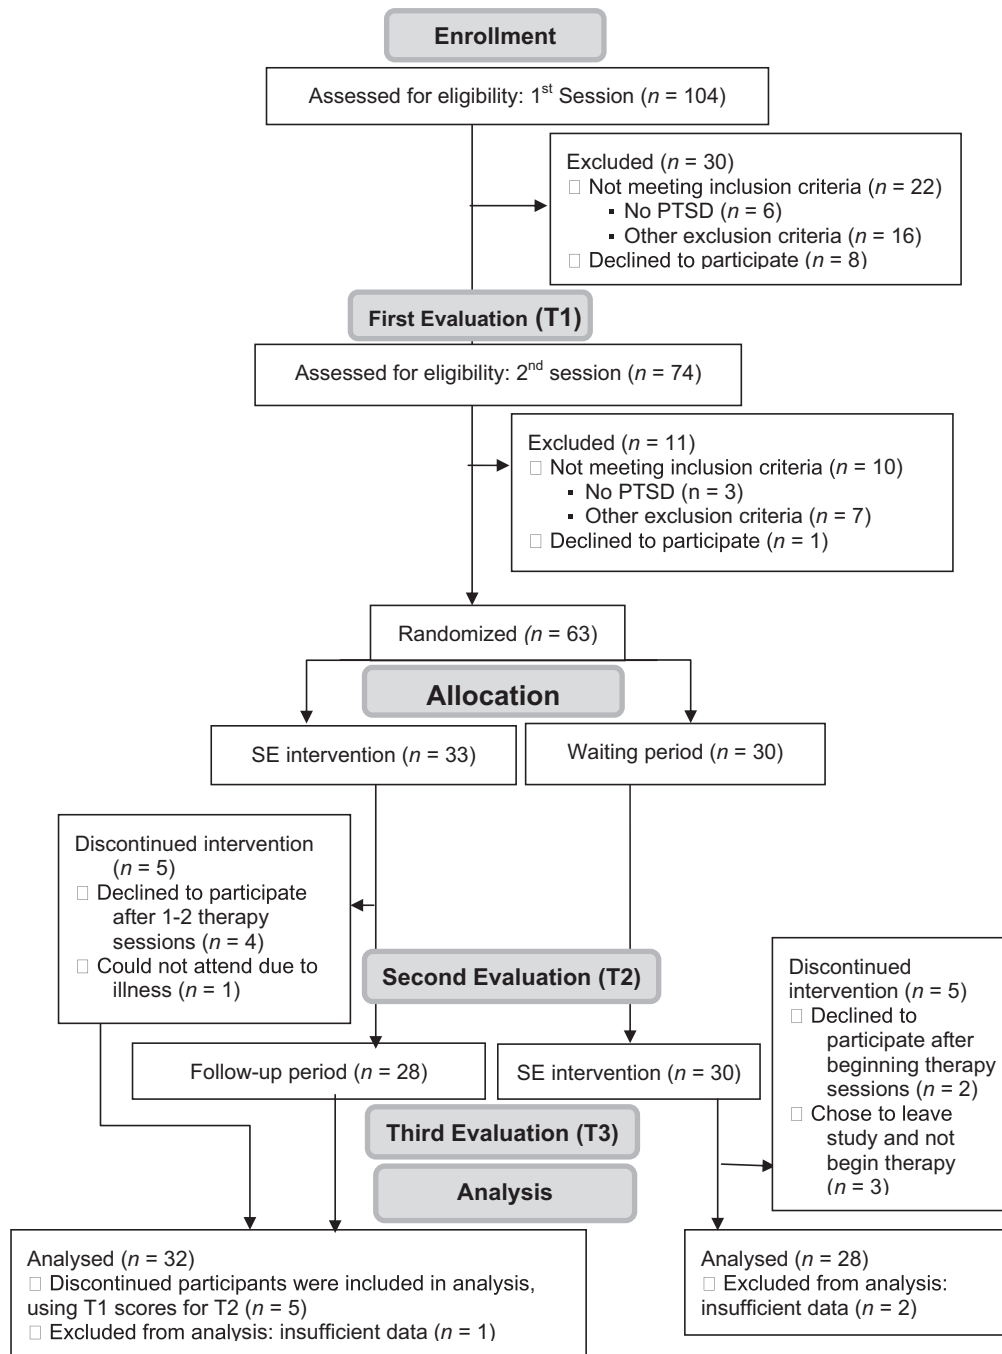 Enrollment
Assessed for eligibility: 1st Session (n = 104)
Excluded (n = 30)
□ Not meeting inclusion criteria (n = 22)
▪ No PTSD (n = 6)
▪ Other exclusion criteria (n = 16)
□ Declined to participate (n = 8)
First Evaluation (T1)
Assessed for eligibility: 2nd session (n = 74)
Excluded (n = 11)
□ Not meeting inclusion criteria (n = 10)
▪ No PTSD (n = 3)
▪ Other exclusion criteria (n = 7)
□ Declined to participate (n = 1)
Randomized (n = 63)
Allocation
SE intervention (n = 33)
Waiting period (n = 30)
Discontinued intervention
(n = 5)
□ Declined to participate
after 1-2 therapy
sessions (n = 4)
□ Could not attend due to
illness (n = 1)
Second Evaluation (T2)
Discontinued
intervention (n = 5)
□ Declined to
participate after
beginning therapy
sessions (n = 2)
□ Chose to leave
study and not
begin therapy
(n = 3)
Follow-up period (n = 28)
SE intervention (n = 30)
Third Evaluation (T3)
Analysis
Analysed (n = 32)
□ Discontinued participants were included in analysis,
using T1 scores for T2 (n = 5)
□ Excluded from analysis: insufficient data (n = 1)
Analysed (n = 28)
□ Excluded from analysis:
insufficient data (n = 2)